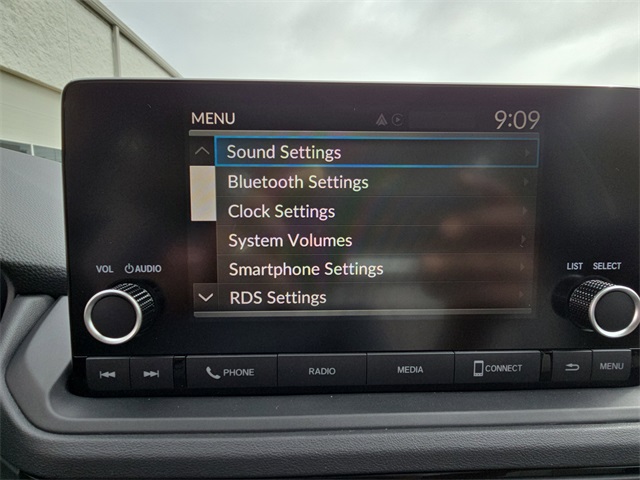 MENU 9:09
Sound Settings
Bluetooth Settings
Clock Settings
System Volumes
Smartphone Settings
RDS Settings
VOL AUDIO LIST SELECT
PHONE RADIO MEDIA CONNECT MENU